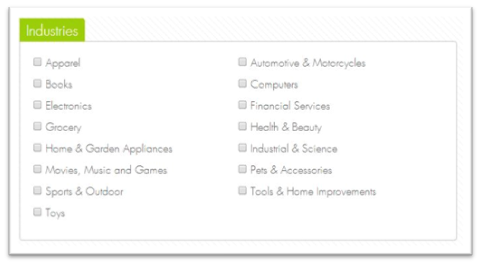 Industries
Apparel
Automotive & Motorcycles
Books
Computers
Electronics
Financial Services
Grocery
Health & Beauty
Home & Garden Appliances
Industrial & Science
Movies, Music and Games
Pets & Accessories
Sports & Outdoor
Tools & Home Improvements
Toys